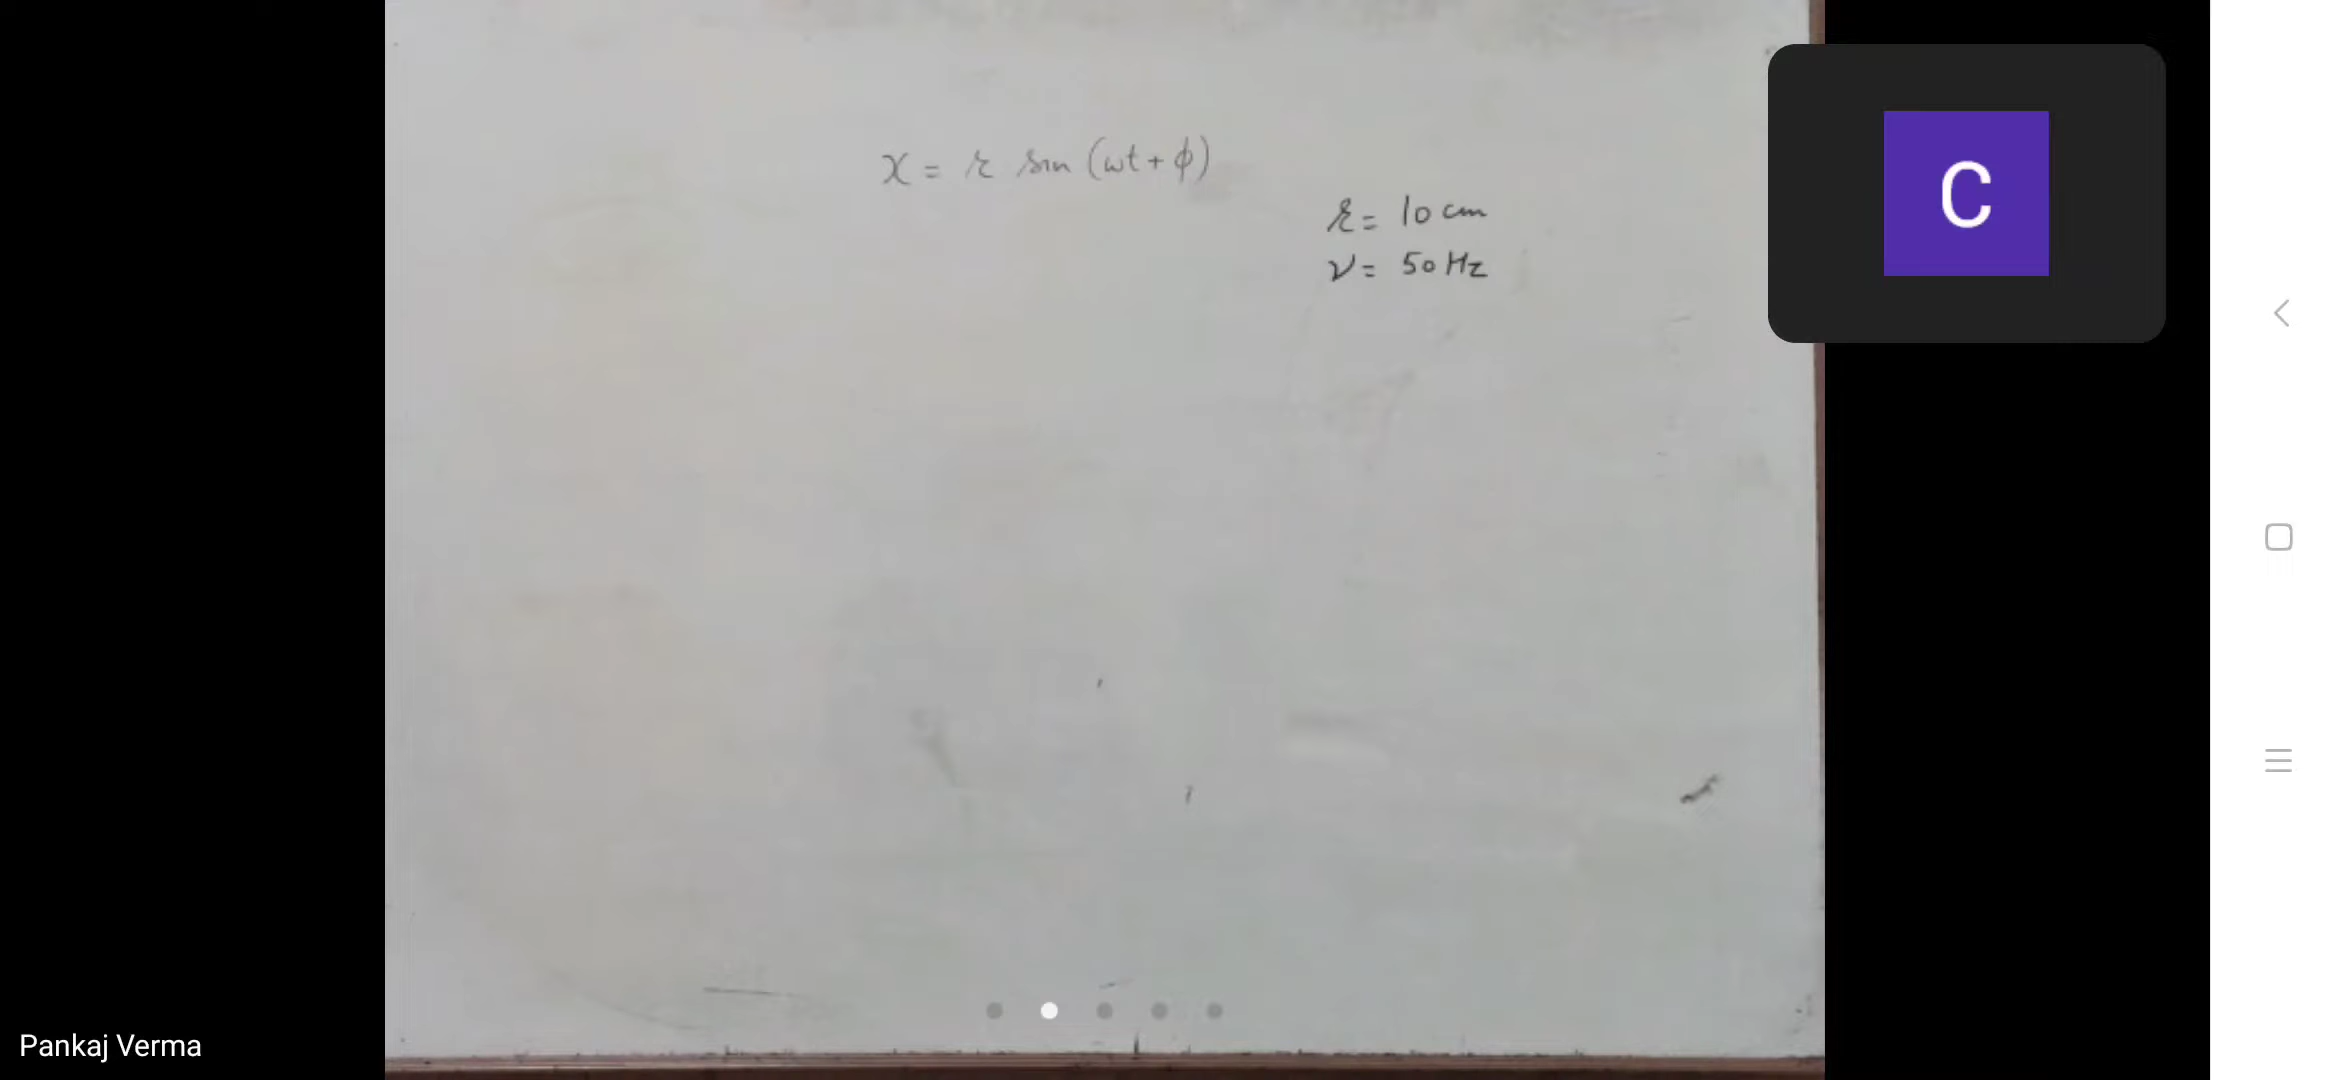 x = r sin (ωt + φ)
r = 10 cm
ν = 50 Hz
C
Pankaj Verma